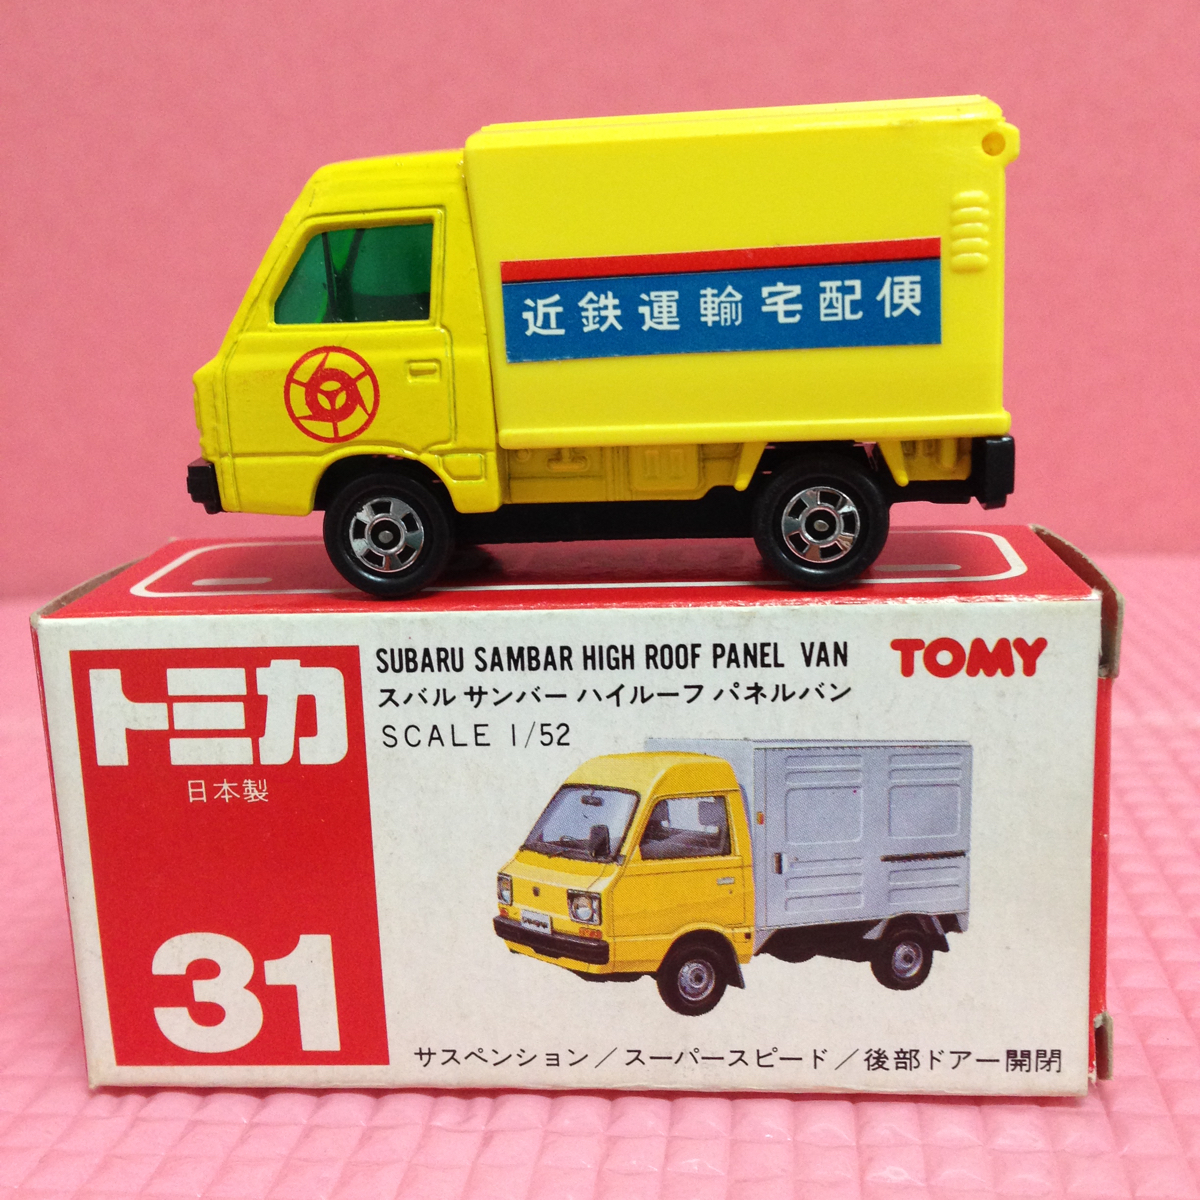 近鉄運輸宅配便
トミカ
日本製
31
SUBARU SAMBAR HIGH ROOF PANEL VAN
スバル サンバー ハイルーフ パネルバン
SCALE 1/52
TOMY
サスペンション/スーパースピード/後部ドアー開閉